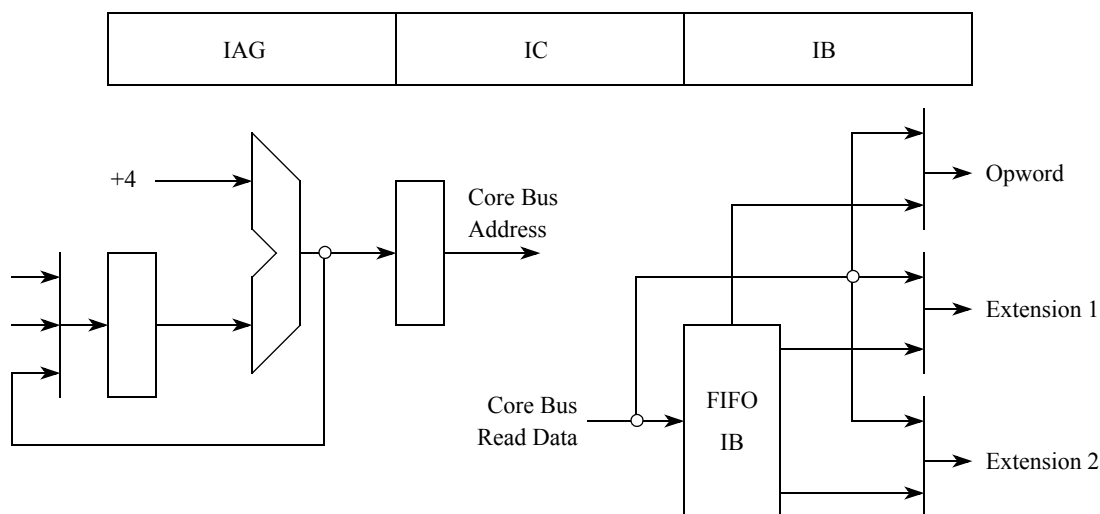 IAG
IC
IB
+4
Core Bus
Address
Opword
Extension 1
Core Bus
Read Data
FIFO
IB
Extension 2